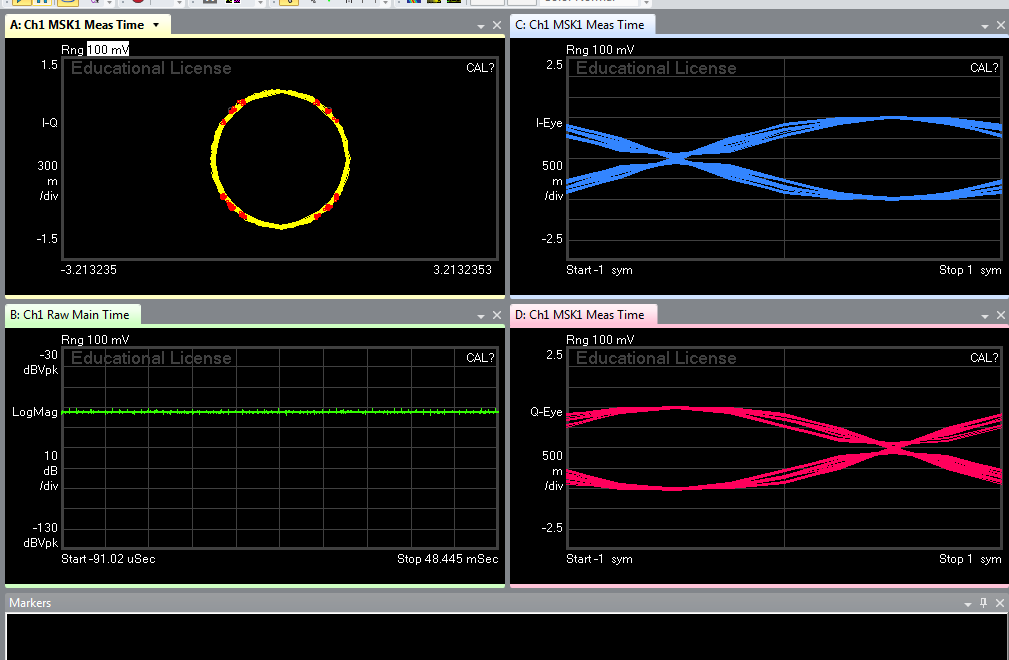 A: Ch1 MSK1 Meas Time
Rng 100 mV
1.5
Educational License
CAL?
I-Q
300
m
/div
-1.5
-3.213235
3.2132353
C: Ch1 MSK1 Meas Time
Rng 100 mV
2.5
Educational License
CAL?
I-Eye
500
m
/div
-2.5
Start-1 sym
Stop 1 sym
B: Ch1 Raw Main Time
Rng 100 mV
-30
dBVpk
Educational License
CAL?
LogMag
10
dB
/div
-130
dBVpk
Start-91.02 uSec
Stop 48.445 mSec
D: Ch1 MSK1 Meas Time
Rng 100 mV
2.5
Educational License
CAL?
Q-Eye
500
m
/div
-2.5
Start-1 sym
Stop 1 sym
Markers